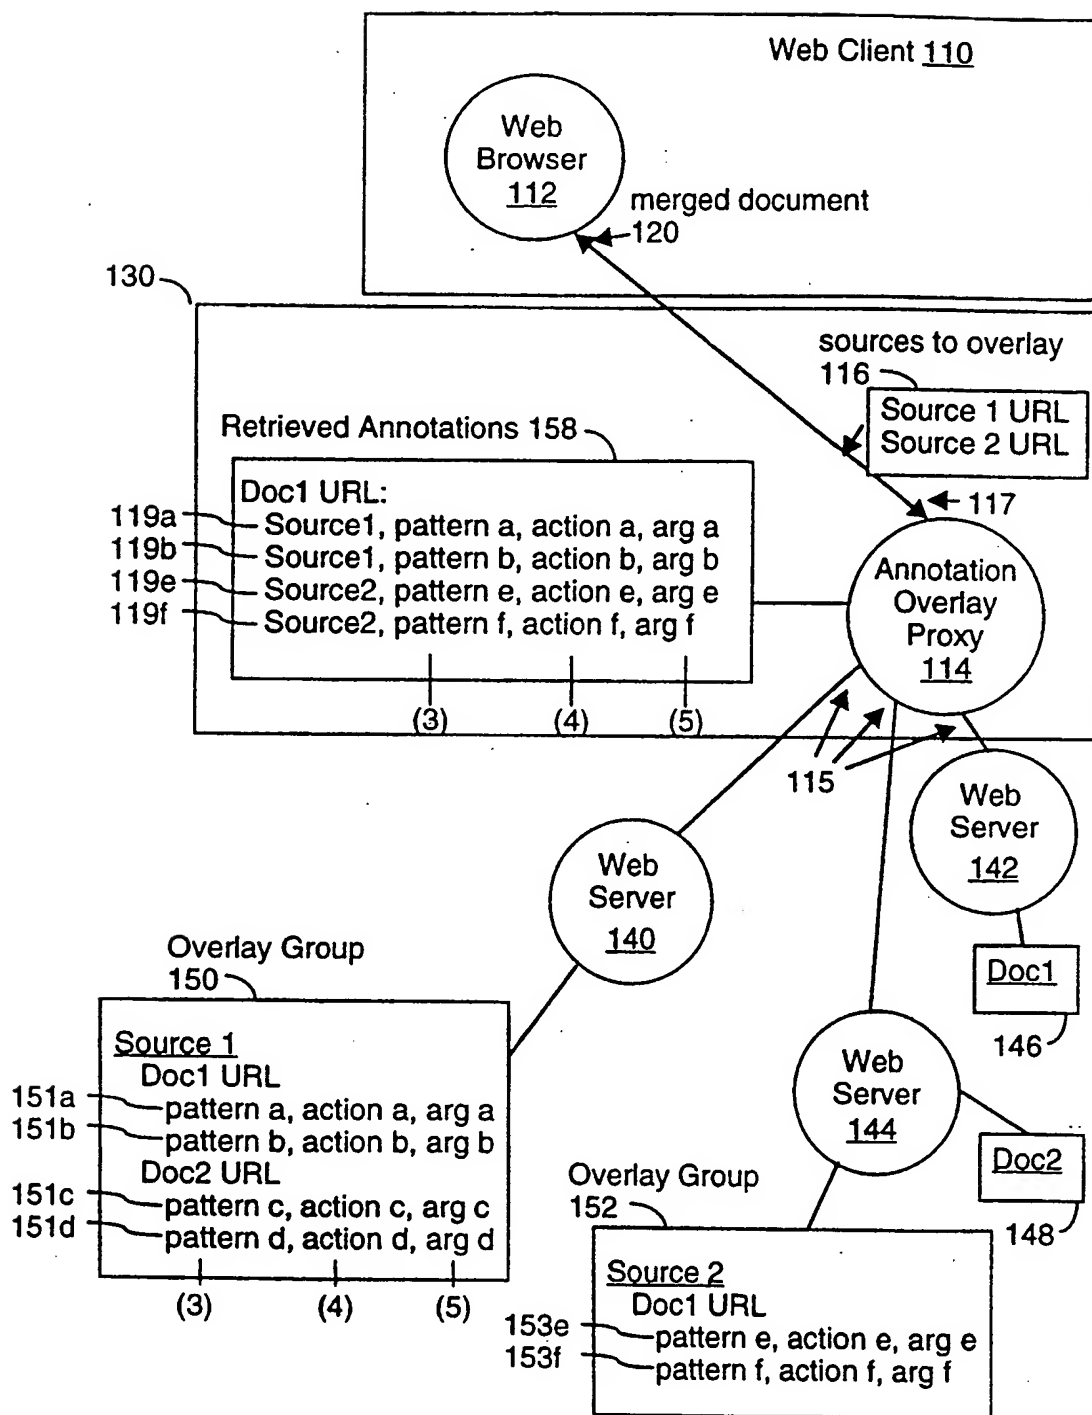 Web Client 110
Web
Browser
112
merged document
120
130
sources to overlay
116
Source 1 URL
Source 2 URL
117
Retrieved Annotations 158
Doc1 URL:
119a Source1, pattern a, action a, arg a
119b Source1, pattern b, action b, arg b
119e Source2, pattern e, action e, arg e
119f Source2, pattern f, action f, arg f
(3) (4) (5)
Annotation
Overlay
Proxy
114
115
Web
Server
142
Web
Server
140
Doc1
146
Overlay Group
150
Source 1
Doc1 URL
151a pattern a, action a, arg a
151b pattern b, action b, arg b
Doc2 URL
151c pattern c, action c, arg c
151d pattern d, action d, arg d
(3) (4) (5)
Web
Server
144
Doc2
148
Overlay Group
152
Source 2
Doc1 URL
153e pattern e, action e, arg e
153f pattern f, action f, arg f